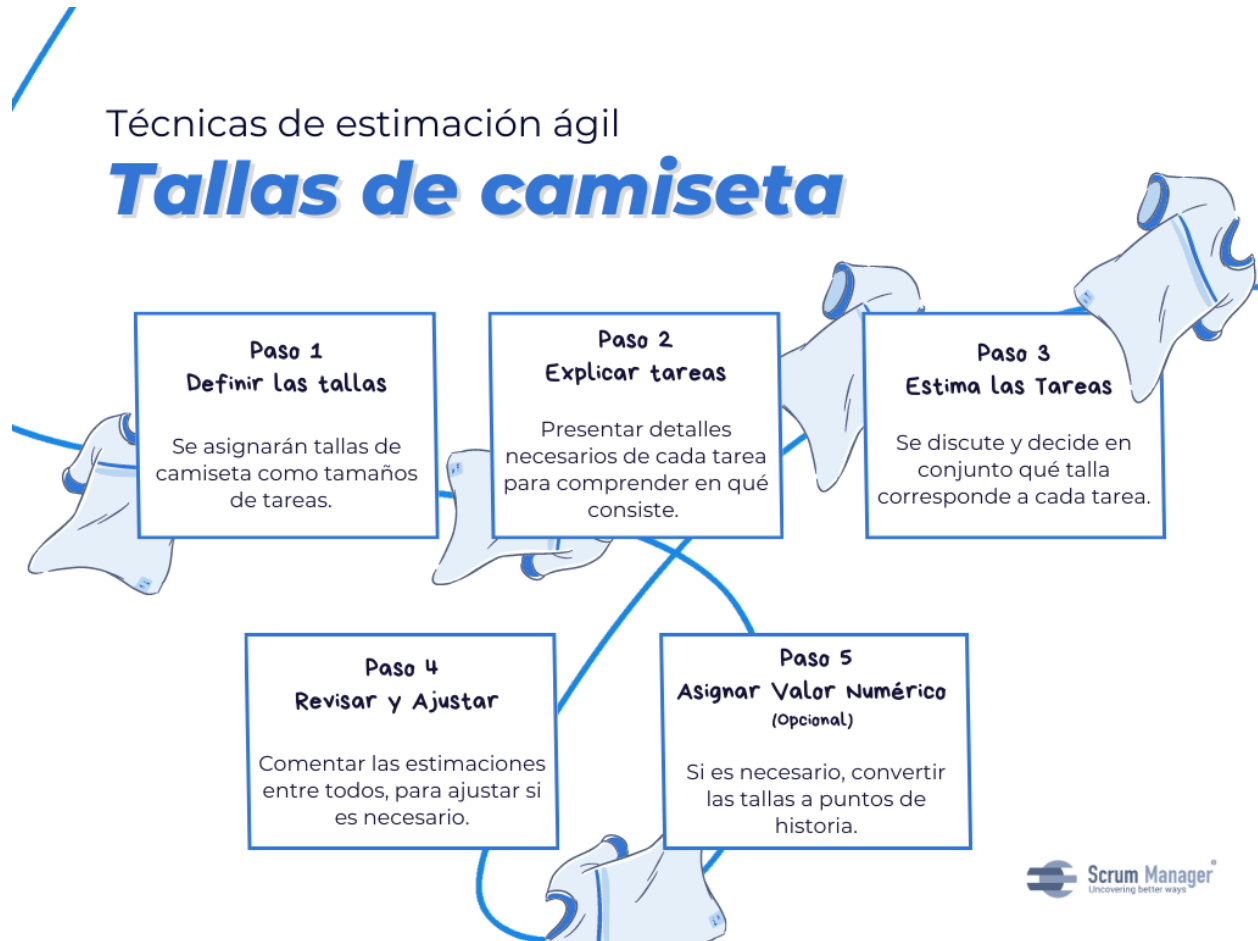 Técnicas de estimación ágil
Tallas de camiseta
Paso 1
Definir las tallas
Se asignarán tallas de
camiseta como tamaños
de tareas.
Paso 2
Explicar tareas
Presentar detalles
necesarios de cada tarea
para comprender en qué
consiste.
Paso 3
Estima las Tareas
Se discute y decide en
conjunto qué talla
corresponde a cada tarea.
Paso 4
Revisar y Ajustar
Comentar las estimaciones
entre todos, para ajustar si
es necesario.
Paso 5
Asignar Valor Numérico
(Opcional)
Si es necesario, convertir
las tallas a puntos de
historia.
Scrum Manager
Uncovering better ways